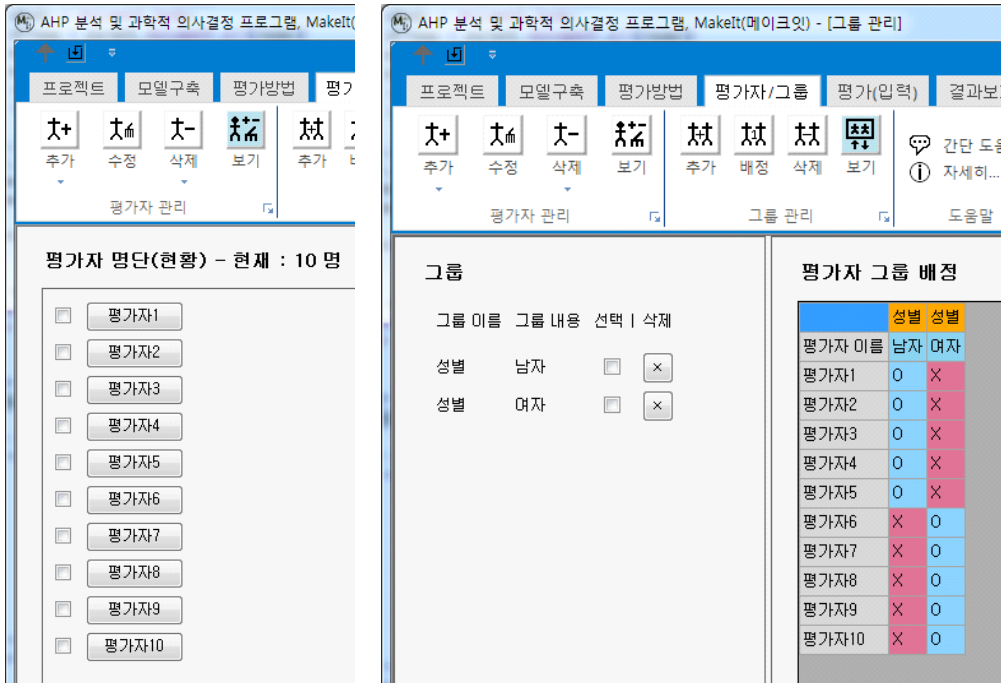 AHP 분석 및 과학적 의사결정 프로그램, MakeIt(
프로젝트 모델구축 평가방법 평가
추가 수정 삭제 보기 추가
평가자 관리
평가자 명단(현황) - 현재 : 10 명
평가자1
평가자2
평가자3
평가자4
평가자5
평가자6
평가자7
평가자8
평가자9
평가자10
AHP 분석 및 과학적 의사결정 프로그램, MakeIt(메이크잇) - [그룹 관리]
프로젝트 모델구축 평가방법 평가자/그룹 평가(입력) 결과보
추가 수정 삭제 보기 추가 배정 삭제 보기
간단 도움
자세히...
평가자 관리 그룹 관리 도움말
그룹
그룹 이름 그룹 내용 선택 | 삭제
성별 남자 ×
성별 여자 ×
평가자 그룹 배정
성별 성별
평가자 이름 남자 여자
평가자1 O X
평가자2 O X
평가자3 O X
평가자4 O X
평가자5 O X
평가자6 X O
평가자7 X O
평가자8 X O
평가자9 X O
평가자10 X O